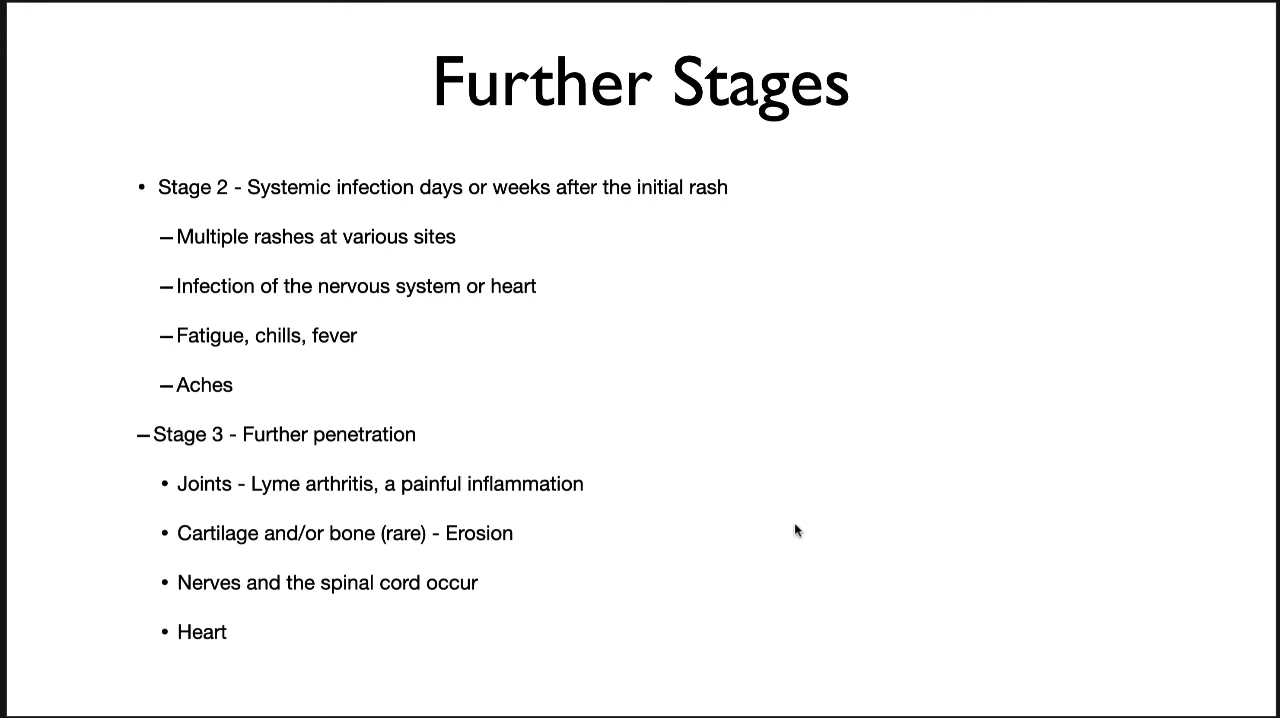 Further Stages
• Stage 2 - Systemic infection days or weeks after the initial rash
– Multiple rashes at various sites
– Infection of the nervous system or heart
– Fatigue, chills, fever
– Aches
– Stage 3 - Further penetration
• Joints - Lyme arthritis, a painful inflammation
• Cartilage and/or bone (rare) - Erosion
• Nerves and the spinal cord occur
• Heart